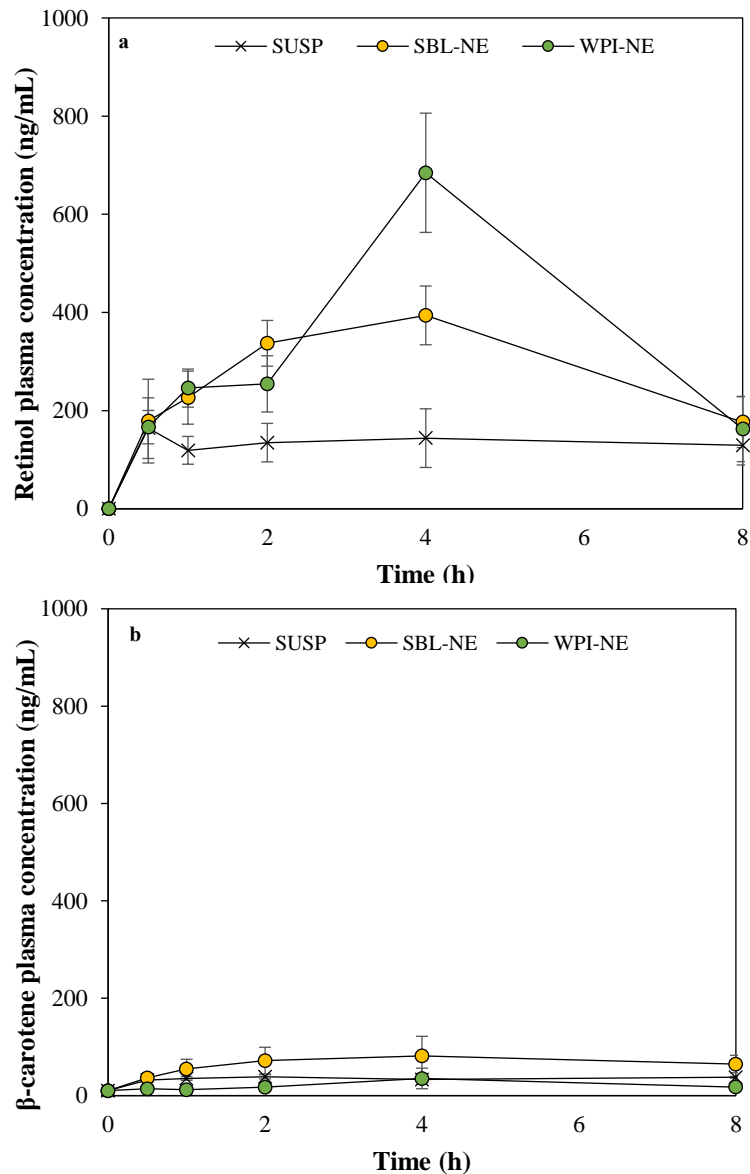 1000
a
SUSP SBL-NE WPI-NE
800
600
400
200
0
Retinol plasma concentration (ng/mL)
0 2 4 6 8
Time (h)
1000
b
SUSP SBL-NE WPI-NE
800
600
400
200
0
β-carotene plasma concentration (ng/mL)
0 2 4 6 8
Time (h)